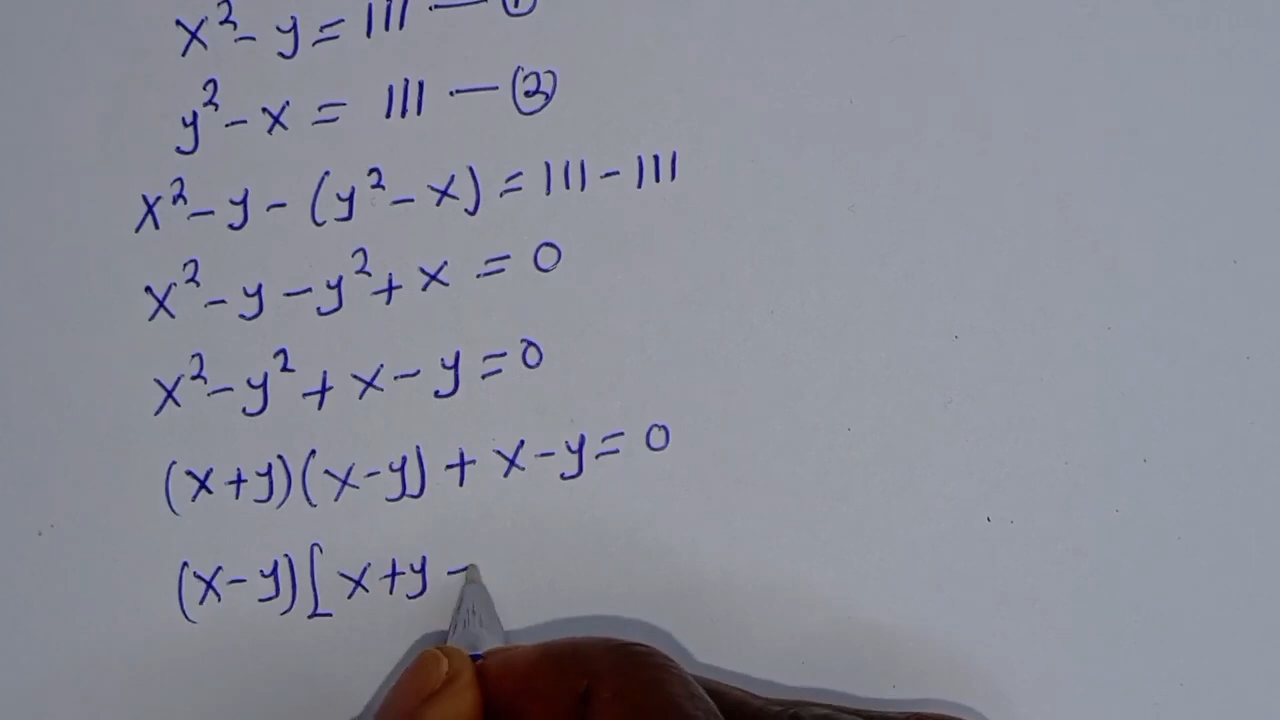 x² - y = 111 — ①
y² - x = 111 — ②
x² - y - (y² - x) = 111 - 111
x² - y - y² + x = 0
x² - y² + x - y = 0
(x+y)(x-y) + x - y = 0
(x-y)[x+y -